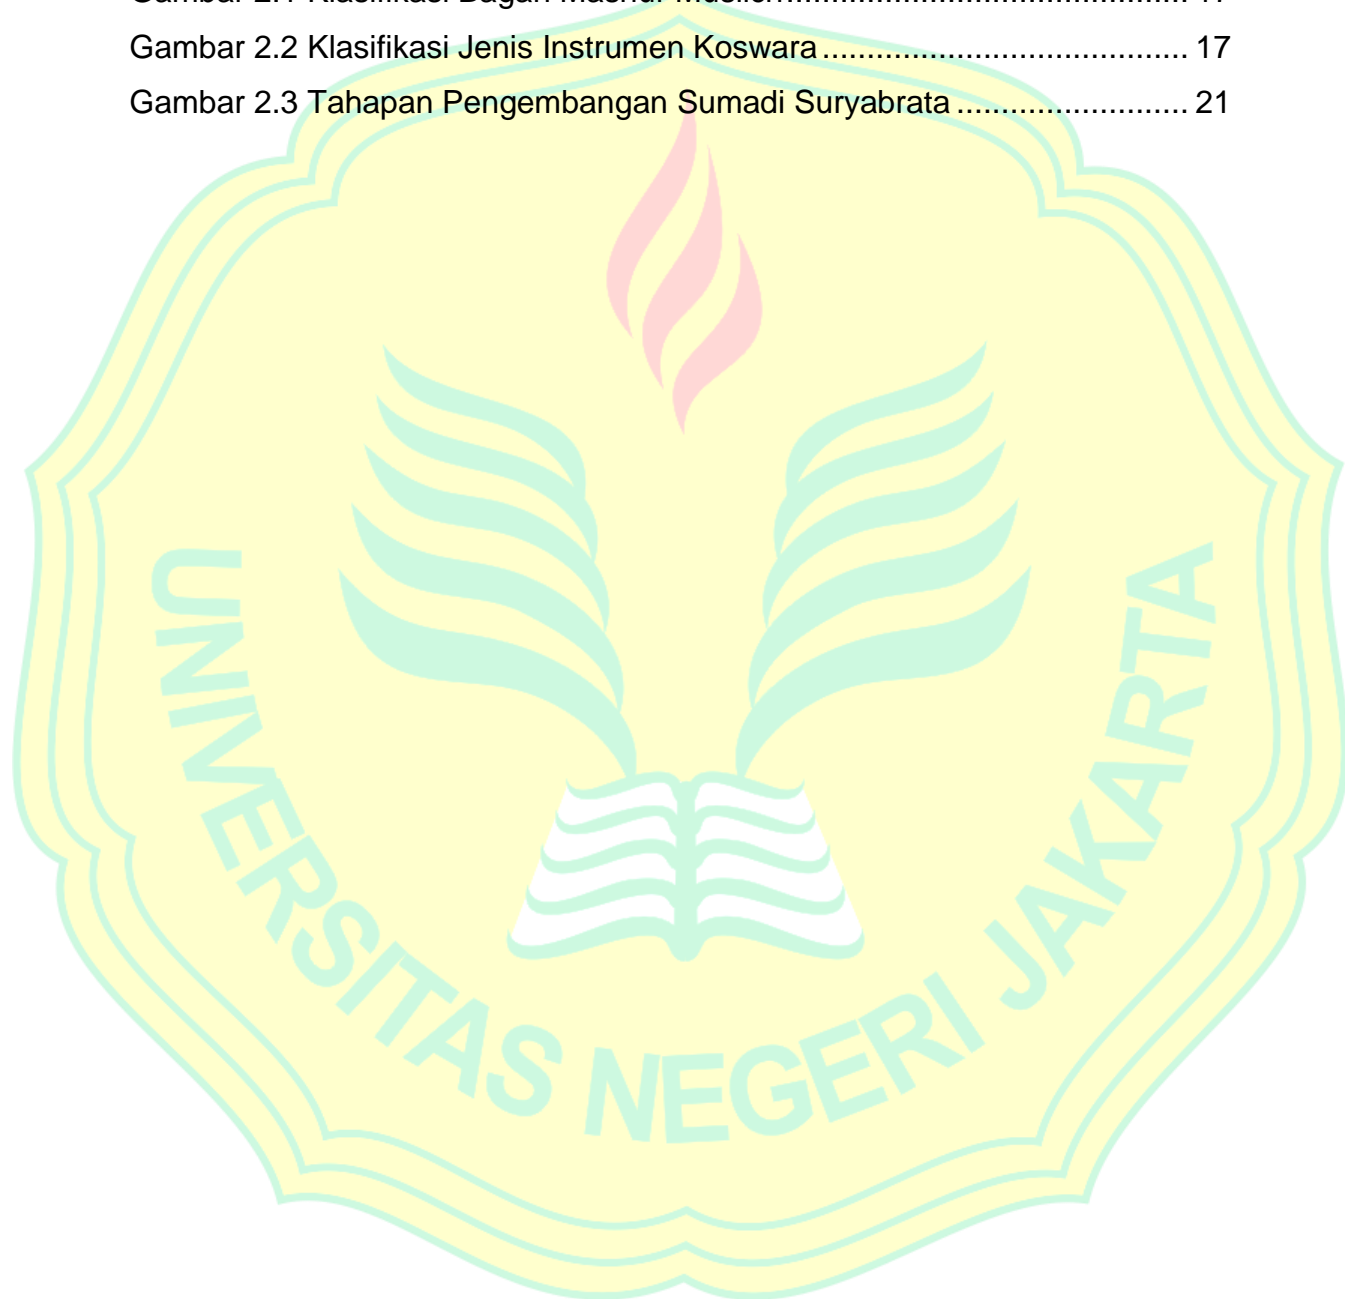 Gambar 2.2 Klasifikasi Jenis Instrumen Koswara ......................................... 17
Gambar 2.3 Tahapan Pengembangan Sumadi Suryabrata .......................... 21
UNIVERSITAS NEGERI JAKARTA